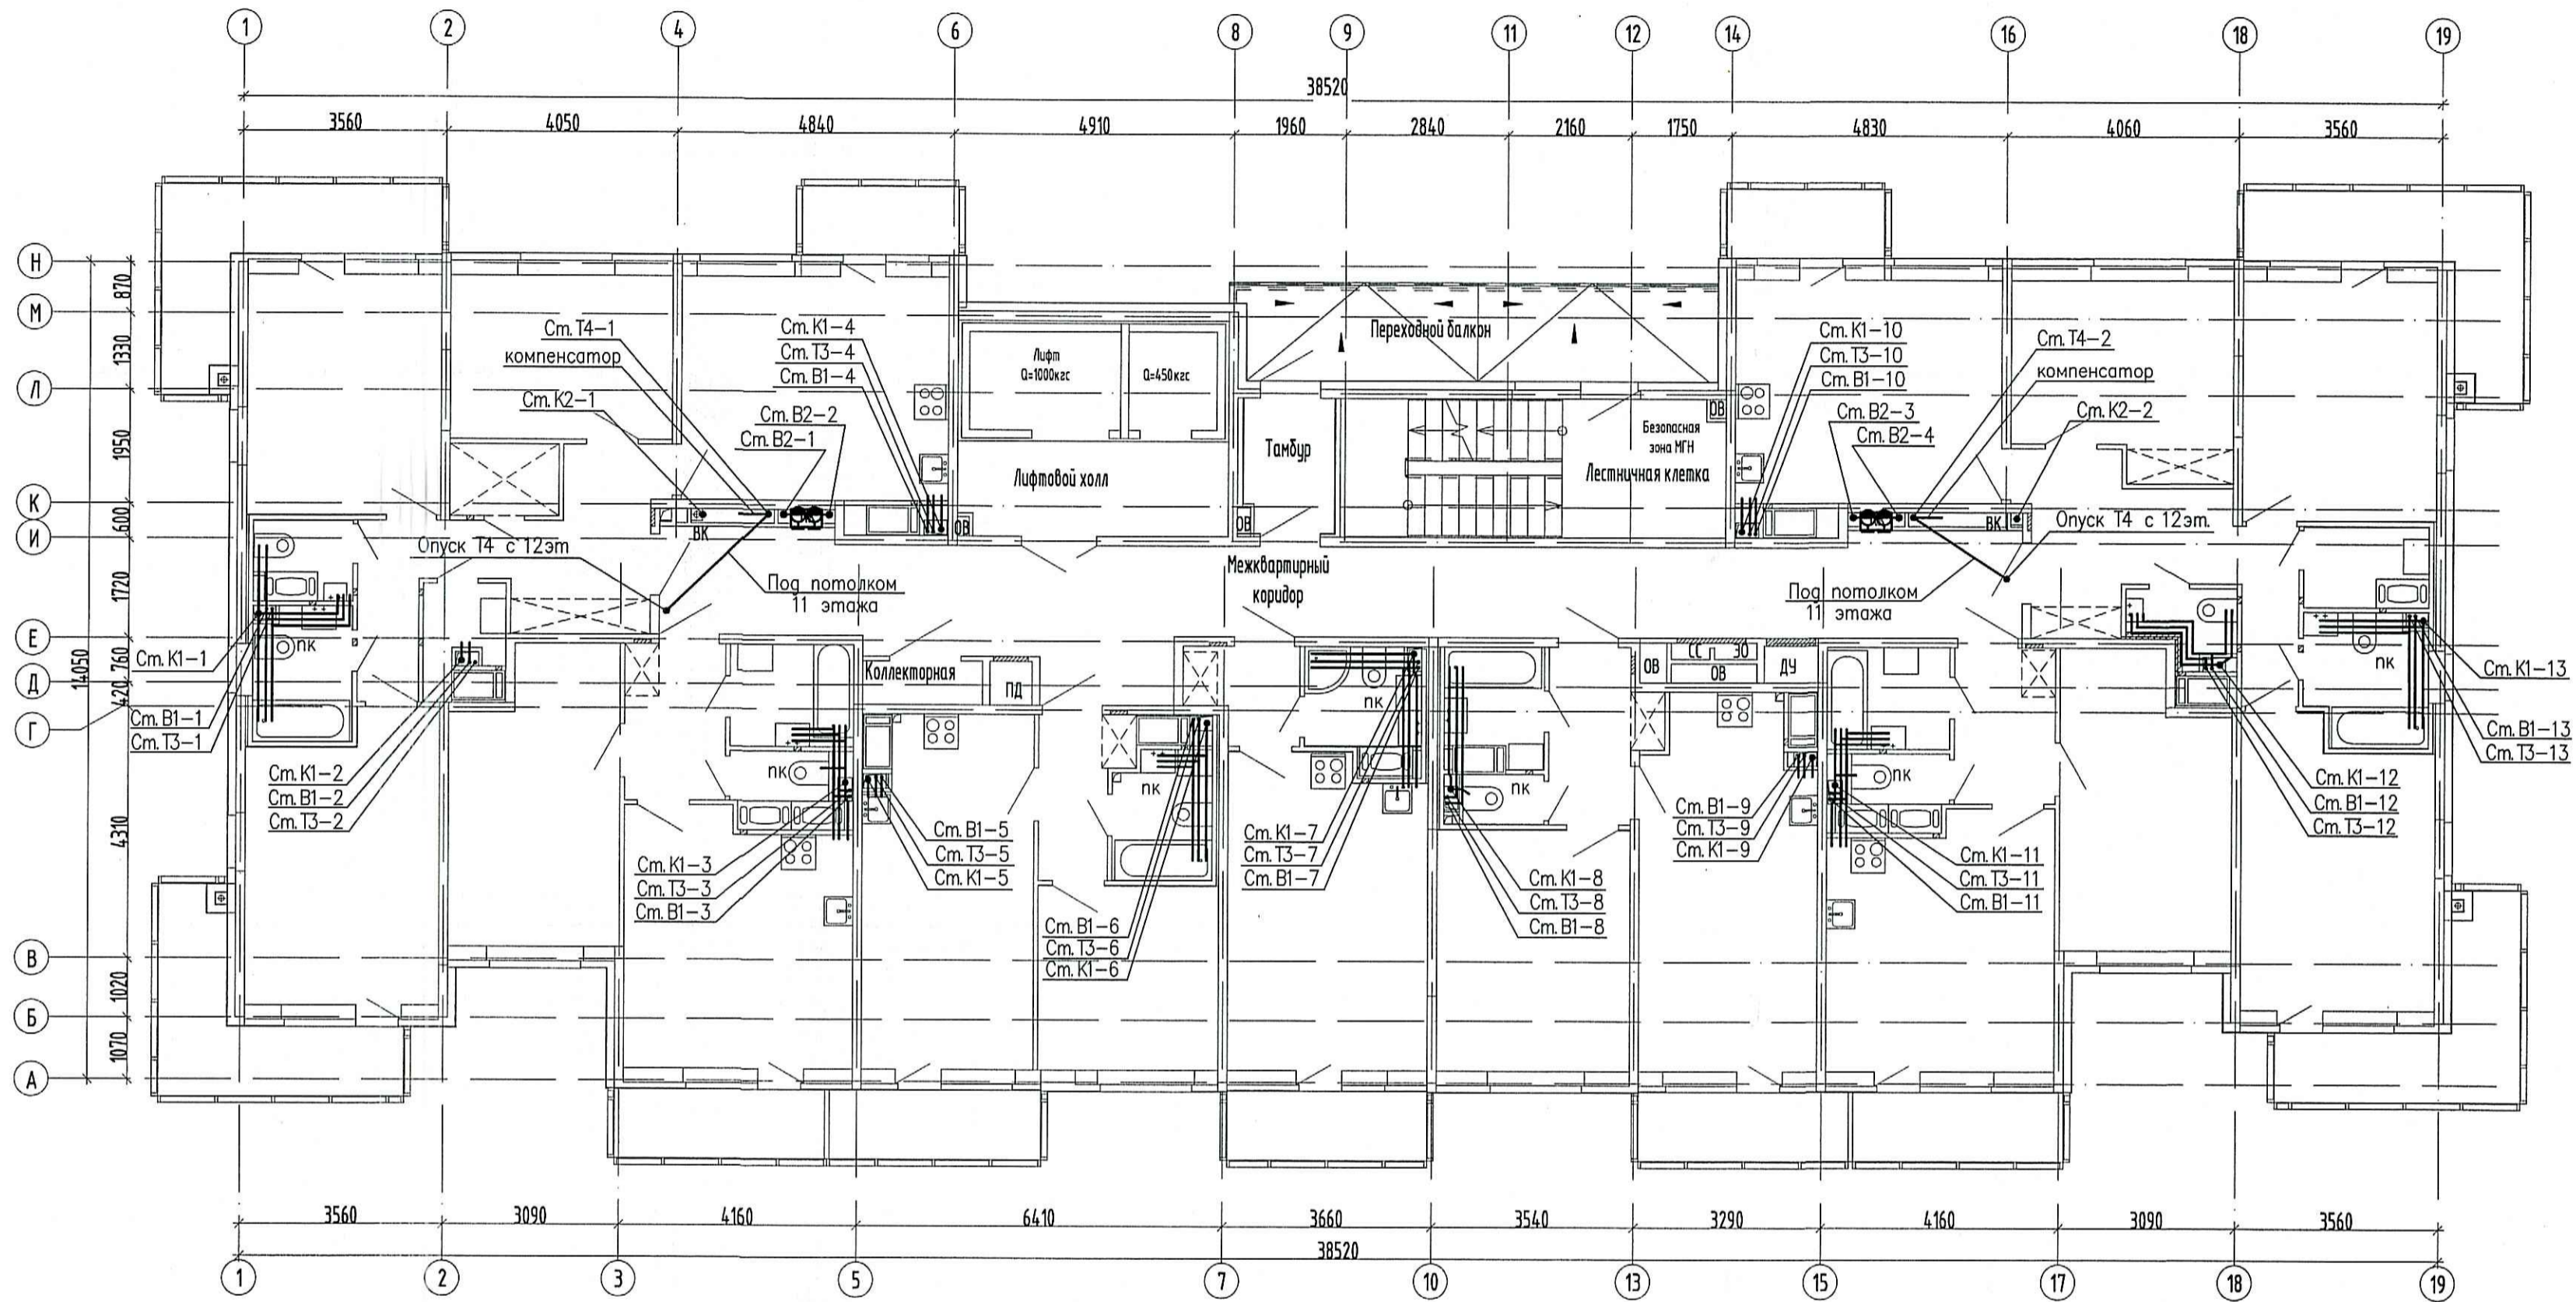 1 2 4 6 8 9 11 12 14 16 18 19
38520
3560 4050 4840 4910 1960 2840 2160 1750 4830 4060 3560
Н
М
Л
К
И
Е
Д
Г
В
Б
А
870
1330
1950
600
1720
760
420
4310
1020
1070
14050
Ст. Т4-1
компенсатор
Ст. К2-1
Ст. К1-4
Ст. Т3-4
Ст. В1-4
Ст. В2-2
Ст. В2-1
Лифт
Q=1000кгс
Q=450кгс
Переходной балкон
Лифтовой холл
Тамбур
Безопасная
зона МГН
Лестничная клетка
ОВ
ОВ
ОВ
Ст. К1-10
Ст. Т3-10
Ст. В1-10
Ст. В2-3
Ст. В2-4
Ст. Т4-2
компенсатор
Ст. К2-2
ВК
ВК
Опуск Т4 с 12эт
Под потолком
11 этажа
Межквартирный
коридор
Под потолком
11 этажа
Опуск Т4 с 12эт.
Ст. К1-1
Ст. В1-1
Ст. Т3-1
пк
Ст. К1-2
Ст. В1-2
Ст. Т3-2
Коллекторная
ПД
пк
Ст. К1-3
Ст. Т3-3
Ст. В1-3
Ст. В1-5
Ст. Т3-5
Ст. К1-5
пк
Ст. В1-6
Ст. Т3-6
Ст. К1-6
пк
Ст. К1-7
Ст. Т3-7
Ст. В1-7
пк
Ст. К1-8
Ст. Т3-8
Ст. В1-8
ОВ
СС ЗО
ОВ
ДУ
Ст. В1-9
Ст. Т3-9
Ст. К1-9
пк
Ст. К1-11
Ст. Т3-11
Ст. В1-11
пк
Ст. К1-13
Ст. В1-13
Ст. Т3-13
Ст. К1-12
Ст. В1-12
Ст. Т3-12
3560 3090 4160 6410 3660 3540 3290 4160 3090 3560
38520
1 2 3 5 7 10 13 15 17 18 19